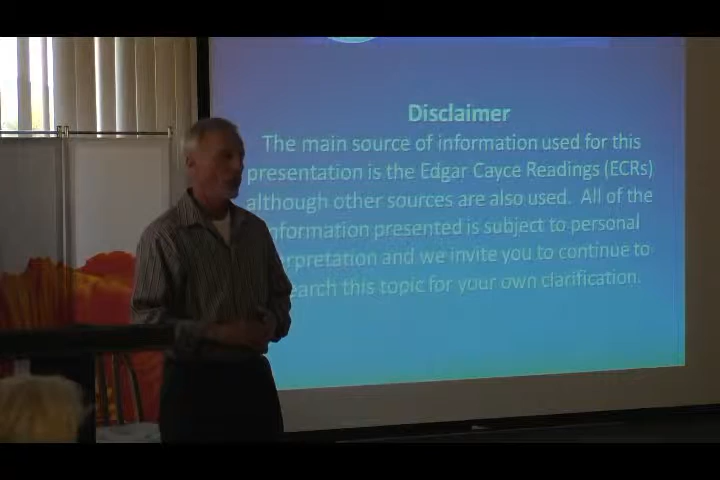 Disclaimer
The main source of information used for this
presentation is the Edgar Cayce Readings (ECRs)
although other sources are also used. All of the
information presented is subject to personal
erpretation and we invite you to continue to
earch this topic for your own clarification.